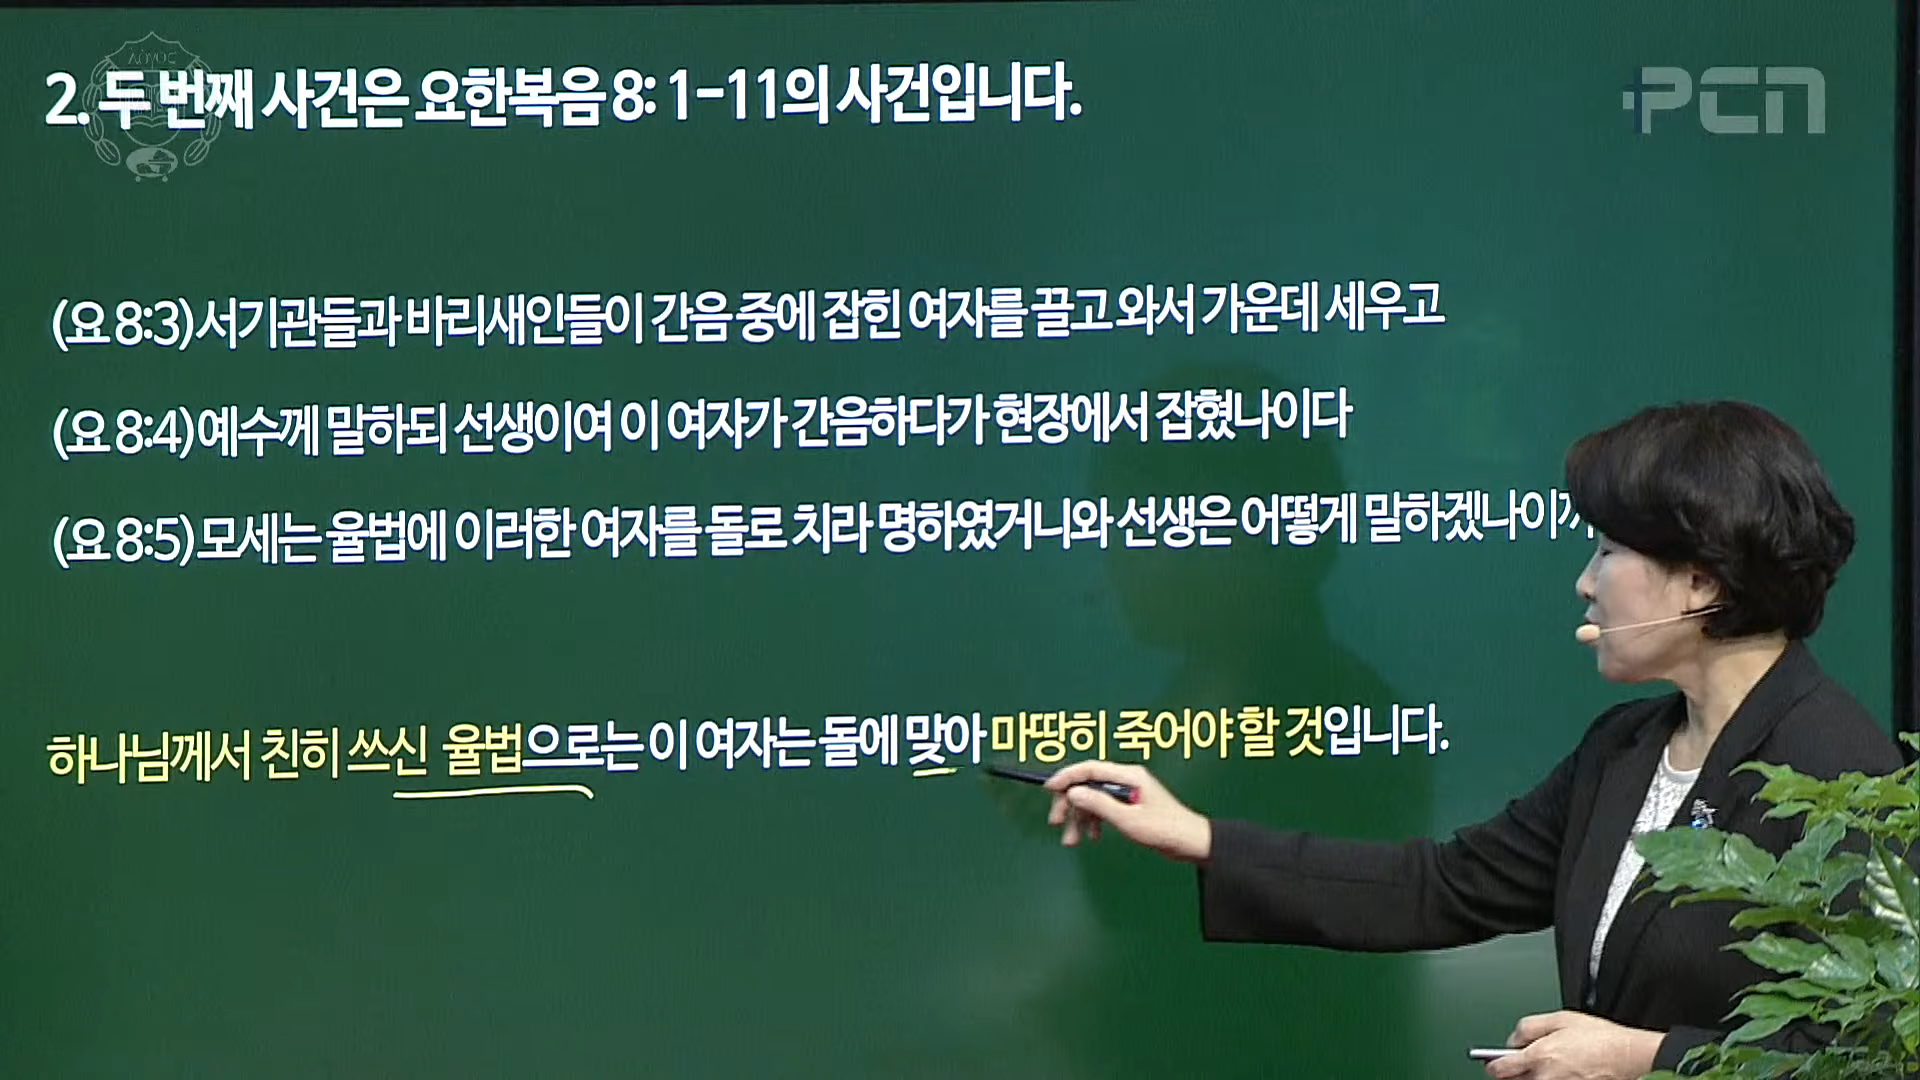 λόγος
PCN
2. 두 번째 사건은 요한복음 8: 1-11의 사건입니다.
(요 8:3) 서기관들과 바리새인들이 간음 중에 잡힌 여자를 끌고 와서 가운데 세우고
(요 8:4) 예수께 말하되 선생이여 이 여자가 간음하다가 현장에서 잡혔나이다
(요 8:5) 모세는 율법에 이러한 여자를 돌로 치라 명하였거니와 선생은 어떻게 말하겠나이까
하나님께서 친히 쓰신 율법으로는 이 여자는 돌에 맞아 마땅히 죽어야 할 것입니다.